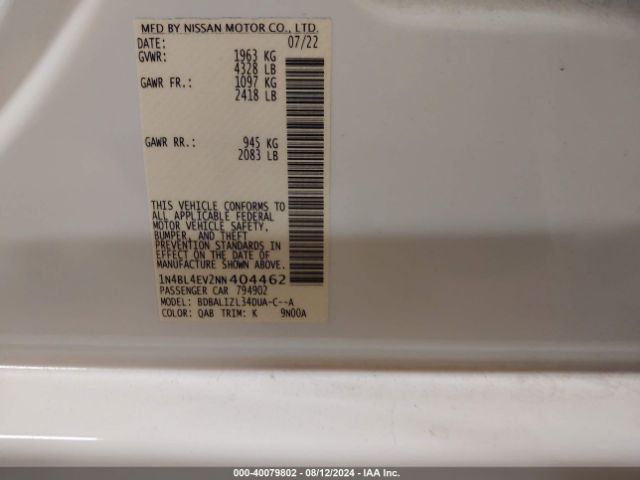 MFD BY NISSAN MOTOR CO., LTD.
DATE: 07/22
GVWR: 1963 KG
4328 LB
GAWR FR.: 1097 KG
2418 LB
GAWR RR.: 945 KG
2083 LB
THIS VEHICLE CONFORMS TO
ALL APPLICABLE FEDERAL
MOTOR VEHICLE SAFETY,
BUMPER, AND THEFT
PREVENTION STANDARDS IN
EFFECT ON THE DATE OF
MANUFACTURE SHOWN ABOVE.
1N4BL4EV2NN404462
PASSENGER CAR 794902
MODEL: BDBALIZL34DUA-C--A
COLOR: QAB TRIM: K 9N00A
000-40079802 - 08/12/2024 - IAA Inc.